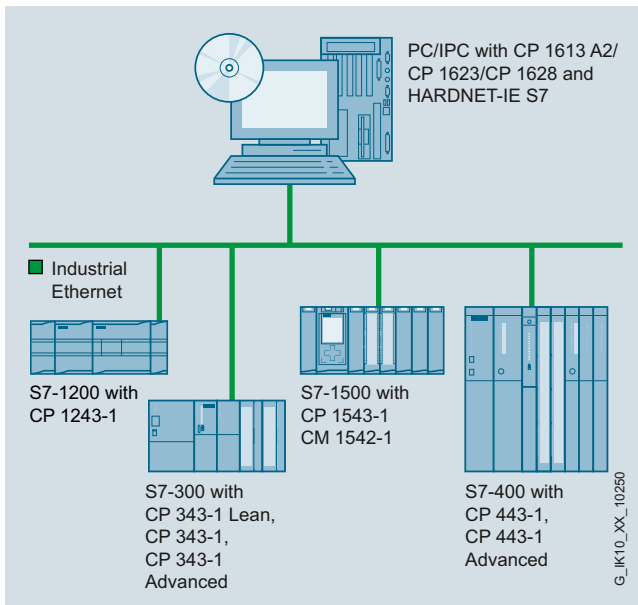 PC/IPC with CP 1613 A2/
CP 1623/CP 1628 and
HARDNET-IE S7
Industrial
Ethernet
S7-1200 with
CP 1243-1
S7-300 with
CP 343-1 Lean,
CP 343-1,
CP 343-1
Advanced
S7-1500 with
CP 1543-1
CM 1542-1
S7-400 with
CP 443-1,
CP 443-1
Advanced
G_IK10_XX_10250